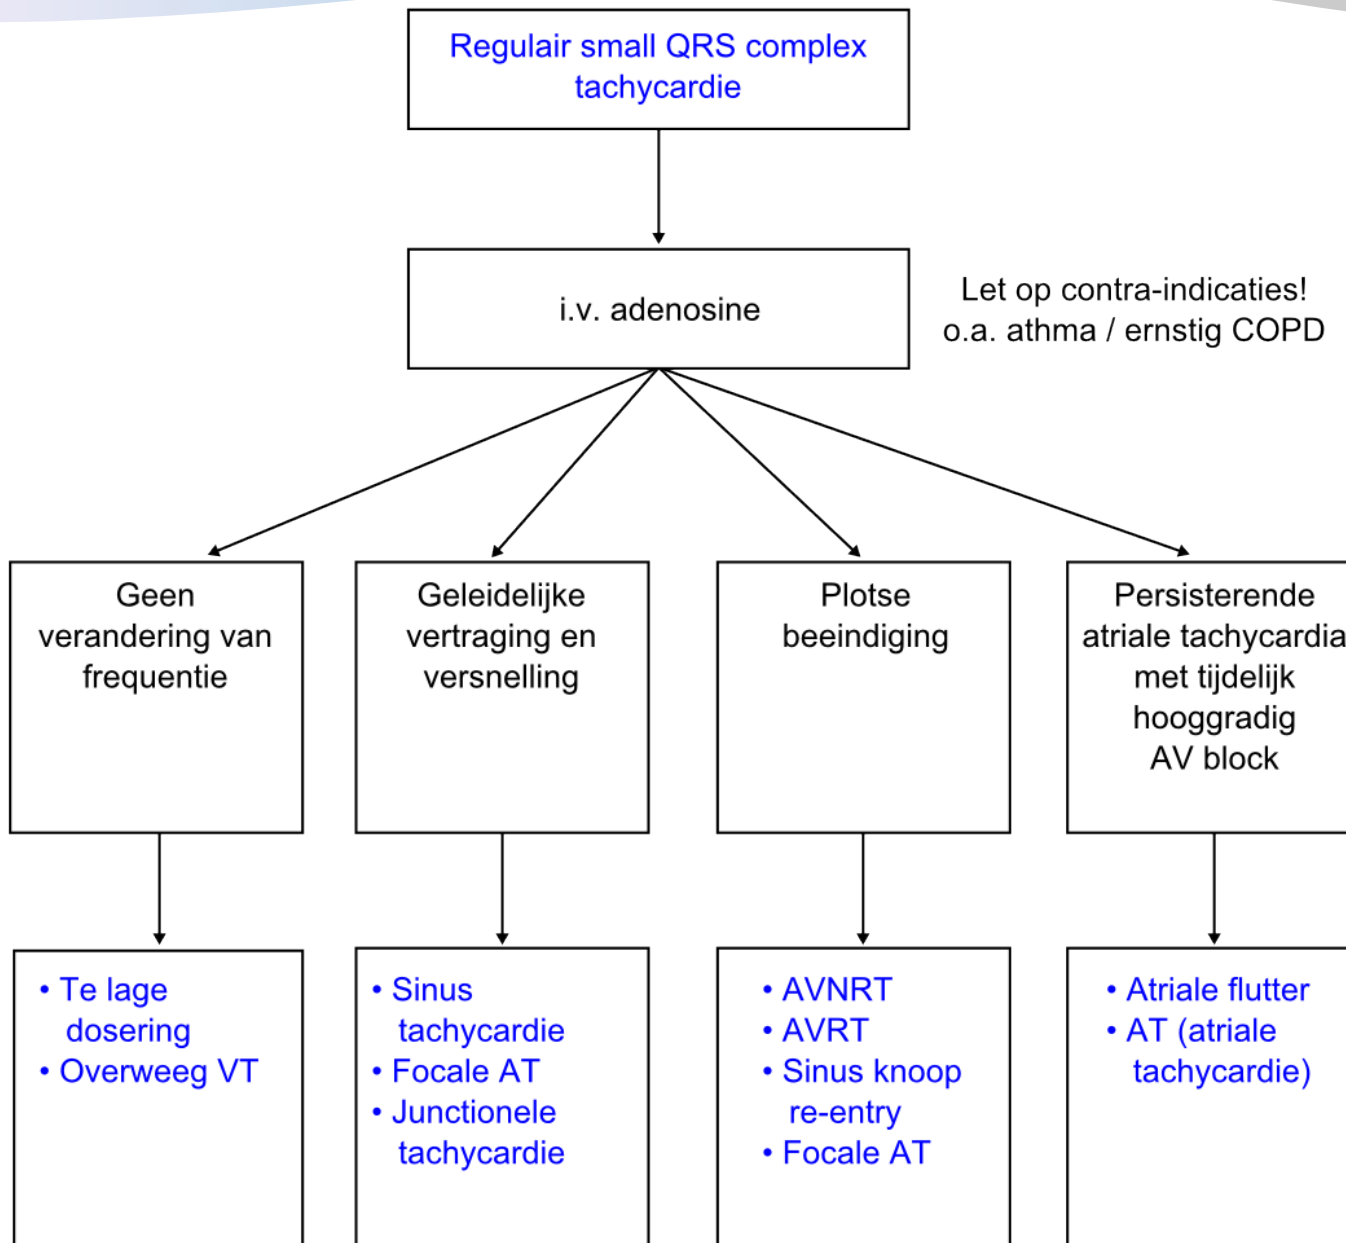 Regulair small QRS complex
tachycardie
i.v. adenosine
Let op contra-indicaties!
o.a. athma / ernstig COPD
Geen
verandering van
frequentie
Geleidelijke
vertraging en
versnelling
Plotse
beeindiging
Persisterende
atriale tachycardia
met tijdelijk
hooggradig
AV block
• Te lage
dosering
• Overweeg VT
• Sinus
tachycardie
• Focale AT
• Junctionele
tachycardie
• AVNRT
• AVRT
• Sinus knoop
re-entry
• Focale AT
• Atriale flutter
• AT (atriale
tachycardie)